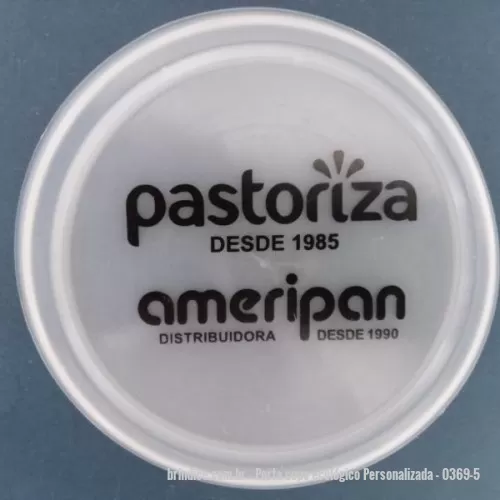 pastoriza
DESDE 1985
ameripan
DISTRIBUIDORA DESDE 1990
Personalizada - 0369-5